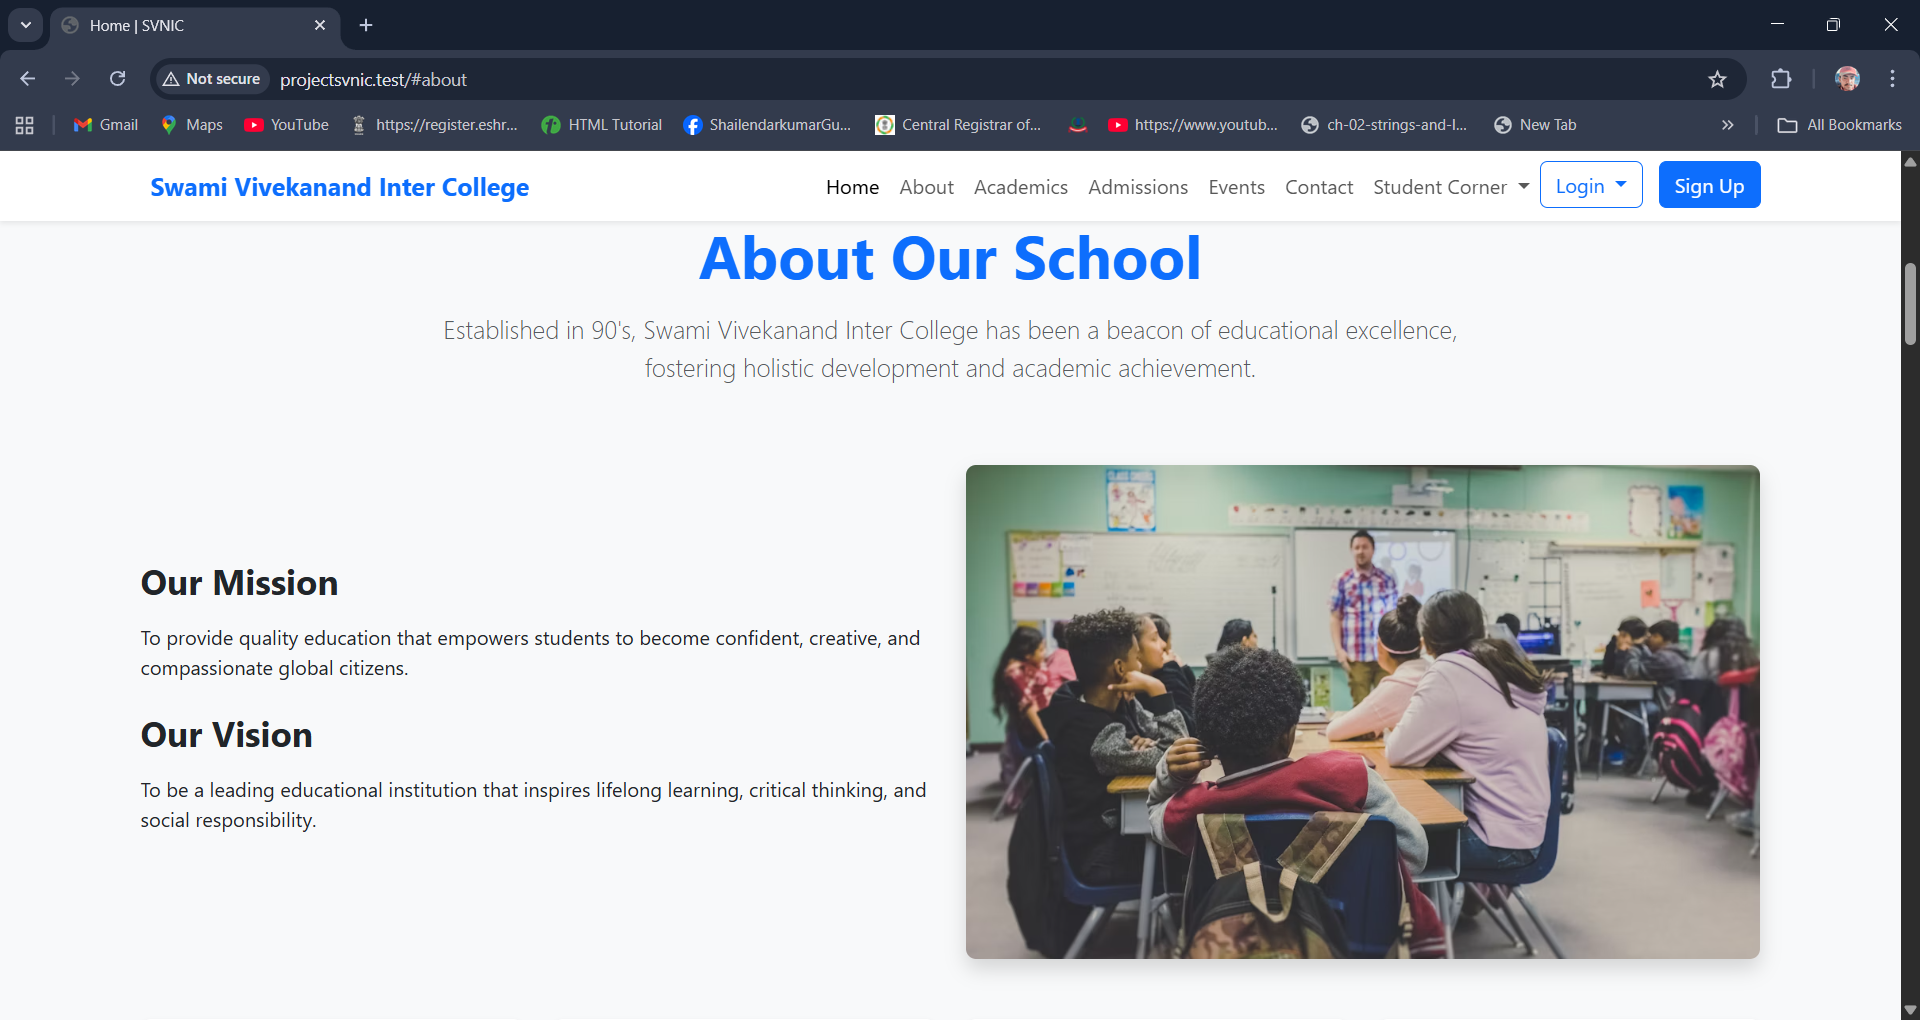 Home | SVNIC
Not secure
projectsvnic.test/#about
Gmail
Maps
YouTube
https://register.eshr...
HTML Tutorial
ShailendarkumarGu...
Central Registrar of...
https://www.youtub...
ch-02-strings-and-l...
New Tab
All Bookmarks
Swami Vivekanand Inter College
Home
About
Academics
Admissions
Events
Contact
Student Corner
Login
Sign Up
About Our School
Established in 90's, Swami Vivekanand Inter College has been a beacon of educational excellence,
fostering holistic development and academic achievement.
Our Mission
To provide quality education that empowers students to become confident, creative, and
compassionate global citizens.
Our Vision
To be a leading educational institution that inspires lifelong learning, critical thinking, and
social responsibility.